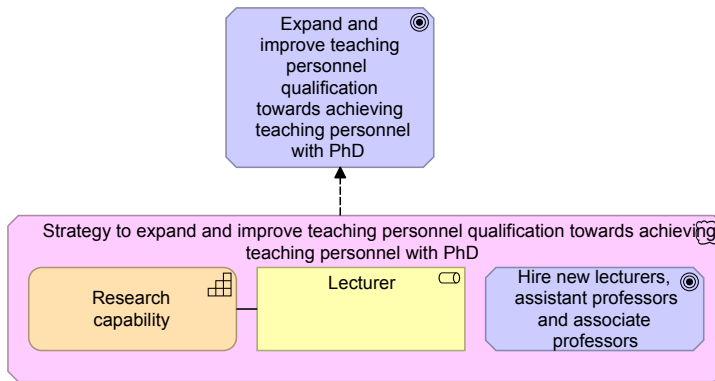 Expand and
improve teaching
personnel
qualification
towards achieving
teaching personnel
with PhD
Strategy to expand and improve teaching personnel qualification towards achieving
teaching personnel with PhD
Research
capability
Lecturer
Hire new lecturers,
assistant professors
and associate
professors